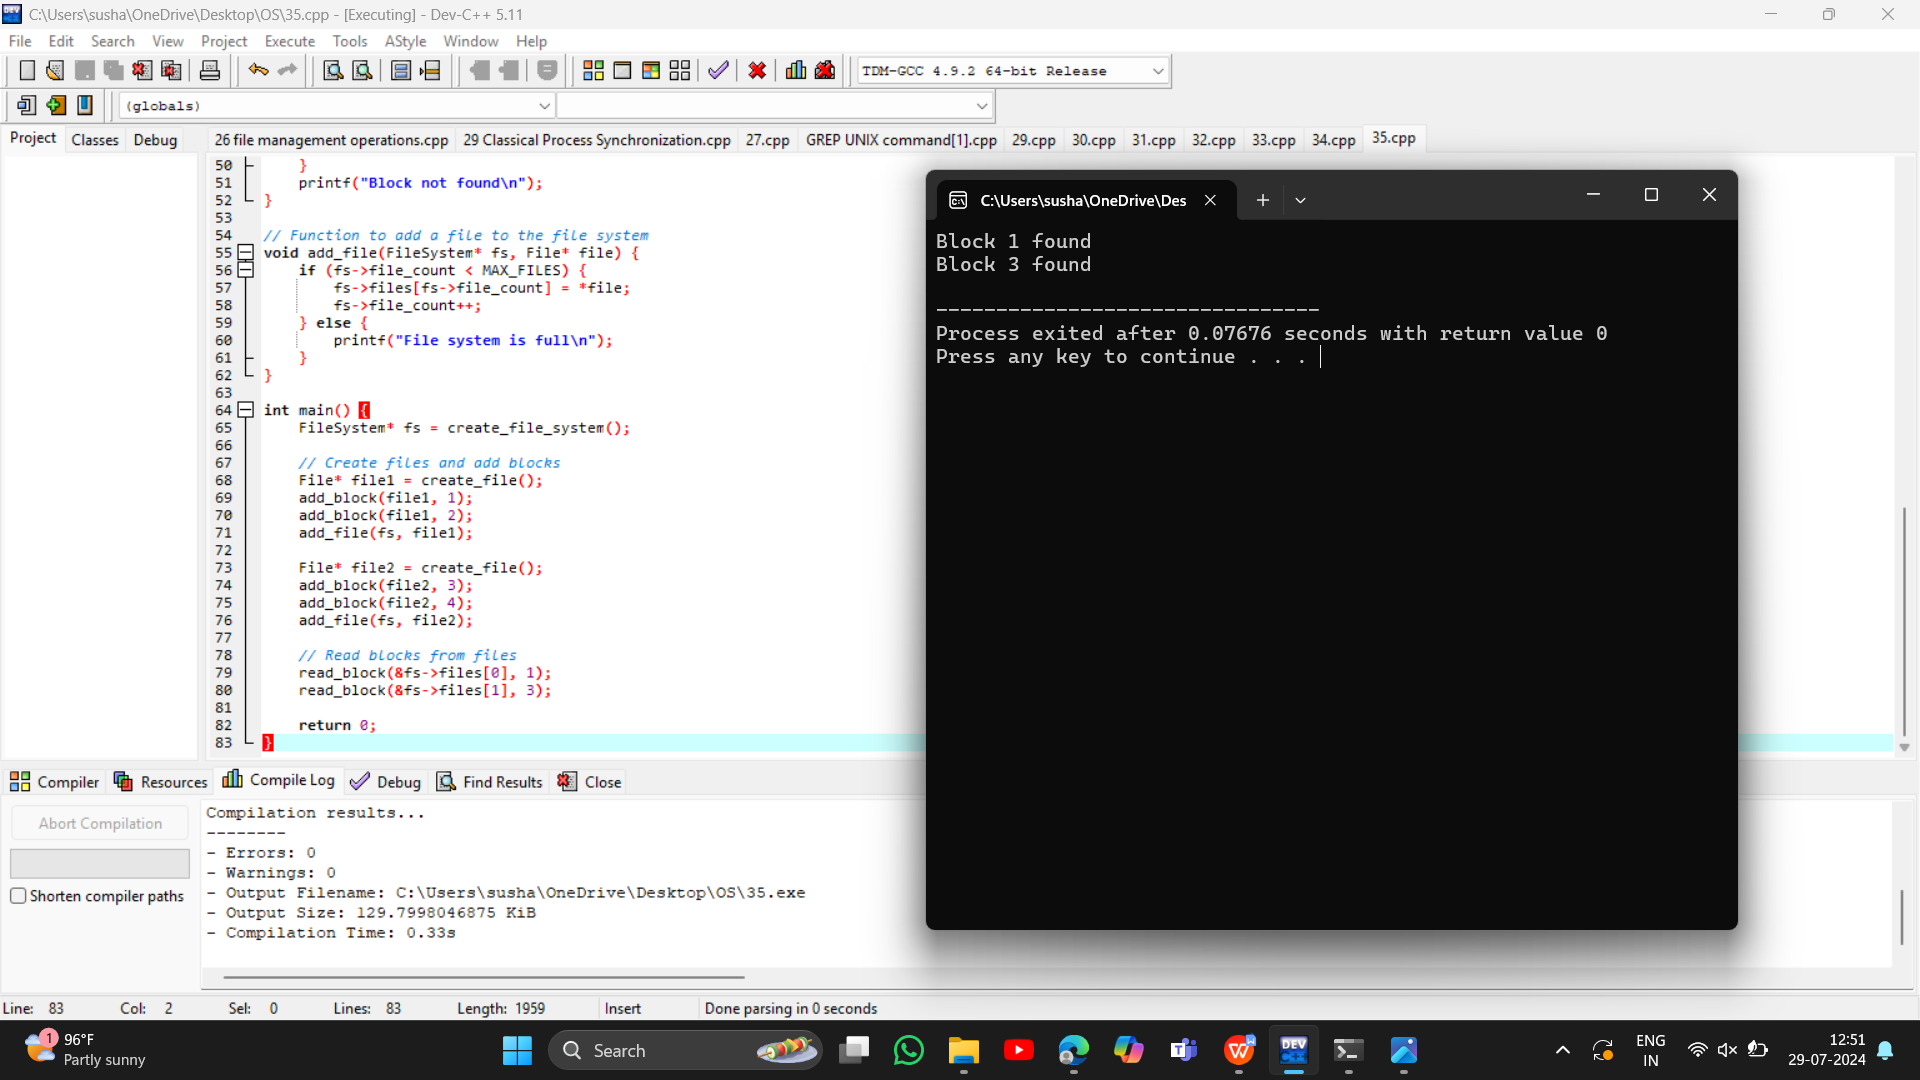 C:\Users\susha\OneDrive\Desktop\OS\35.cpp - [Executing] - Dev-C++ 5.11
File Edit Search View Project Execute Tools AStyle Window Help
TDM-GCC 4.9.2 64-bit Release
(globals)
Project Classes Debug
26 file management operations.cpp 29 Classical Process Synchronization.cpp 27.cpp GREP UNIX command[1].cpp 29.cpp 30.cpp 31.cpp 32.cpp 33.cpp 34.cpp 35.cpp
50 }
51 printf("Block not found\n");
52 }
53
54 // Function to add a file to the file system
55 void add_file(FileSystem* fs, File* file) {
56 if (fs->file_count < MAX_FILES) {
57 fs->files[fs->file_count] = *file;
58 fs->file_count++;
59 } else {
60 printf("File system is full\n");
61 }
62 }
63
64 int main() {
65 FileSystem* fs = create_file_system();
66
67 // Create files and add blocks
68 File* file1 = create_file();
69 add_block(file1, 1);
70 add_block(file1, 2);
71 add_file(fs, file1);
72
73 File* file2 = create_file();
74 add_block(file2, 3);
75 add_block(file2, 4);
76 add_file(fs, file2);
77
78 // Read blocks from files
79 read_block(&fs->files[0], 1);
80 read_block(&fs->files[1], 3);
81
82 return 0;
83 }
C:\Users\susha\OneDrive\Des
Block 1 found
Block 3 found
--------------------------------
Process exited after 0.07676 seconds with return value 0
Press any key to continue . . .
Compiler Resources Compile Log Debug Find Results Close
Abort Compilation
Shorten compiler paths
Compilation results...
--------
- Errors: 0
- Warnings: 0
- Output Filename: C:\Users\susha\OneDrive\Desktop\OS\35.exe
- Output Size: 129.7998046875 KiB
- Compilation Time: 0.33s
Line: 83 Col: 2 Sel: 0 Lines: 83 Length: 1959 Insert Done parsing in 0 seconds
1
96°F
Partly sunny
Search
DEV
ENG
IN
12:51
29-07-2024